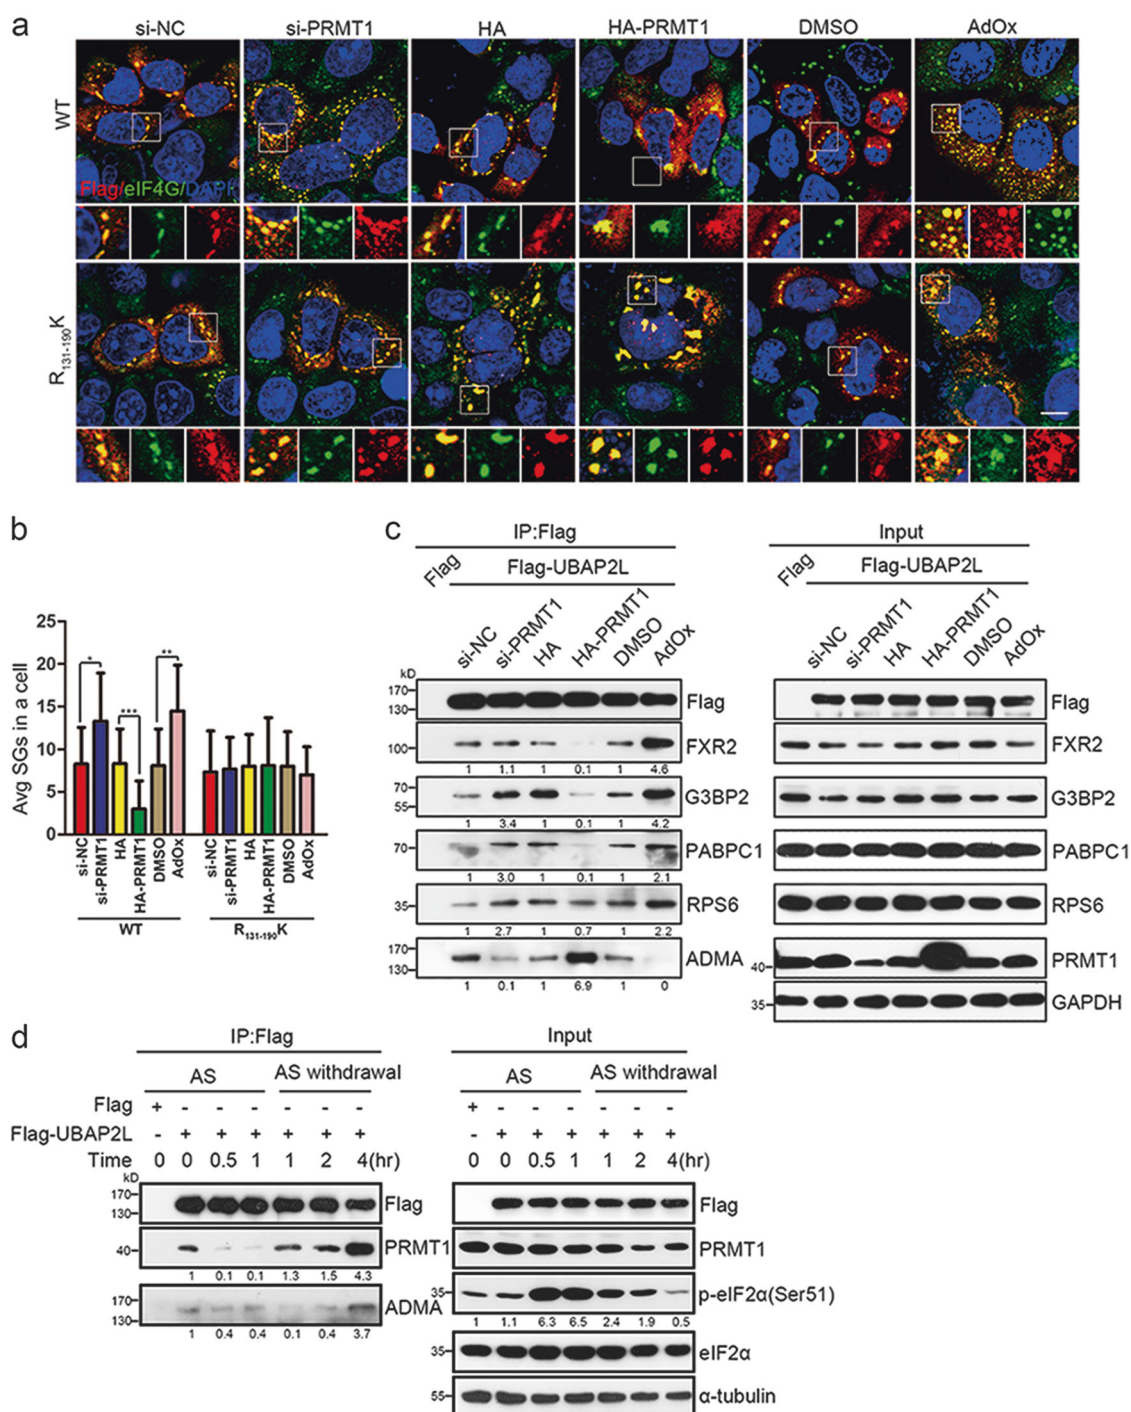 a
si-NC si-PRMT1 HA HA-PRMT1 DMSO AdOx
WT
Flag/eIF4G/DAPI
R131-190K
b
Avg SGs in a cell
25
20
15
10
5
0
* *** **
si-NC si-PRMT1 HA HA-PRMT1 DMSO AdOx si-NC si-PRMT1 HA HA-PRMT1 DMSO AdOx
WT R131-190K
c
IP:Flag Input
Flag Flag-UBAP2L Flag Flag-UBAP2L
si-NC si-PRMT1 HA HA-PRMT1 DMSO AdOx si-NC si-PRMT1 HA HA-PRMT1 DMSO AdOx
kD
170 130 Flag Flag
100 FXR2 FXR2
1 1.1 1 0.1 1 4.6
70 55 G3BP2 G3BP2
1 3.4 1 0.1 1 4.2
70 PABPC1 PABPC1
1 3.0 1 0.1 1 2.1
35 RPS6 RPS6
1 2.7 1 0.7 1 2.2
170 130 ADMA 40 PRMT1
1 0.1 1 6.9 1 0
35 GAPDH
d
IP:Flag Input
AS AS withdrawal AS AS withdrawal
Flag + - - - - - - + - - - - - -
Flag-UBAP2L - + + + + + + - + + + + + +
Time 0 0 0.5 1 1 2 4(hr) 0 0 0.5 1 1 2 4(hr)
kD
170 130 Flag Flag
40 PRMT1 PRMT1
1 0.1 0.1 1.3 1.5 4.3
170 130 ADMA 35 p-eIF2α(Ser51)
1 0.4 0.4 0.1 0.4 3.7 1 1.1 6.3 6.5 2.4 1.9 0.5
35 eIF2α
55 α-tubulin